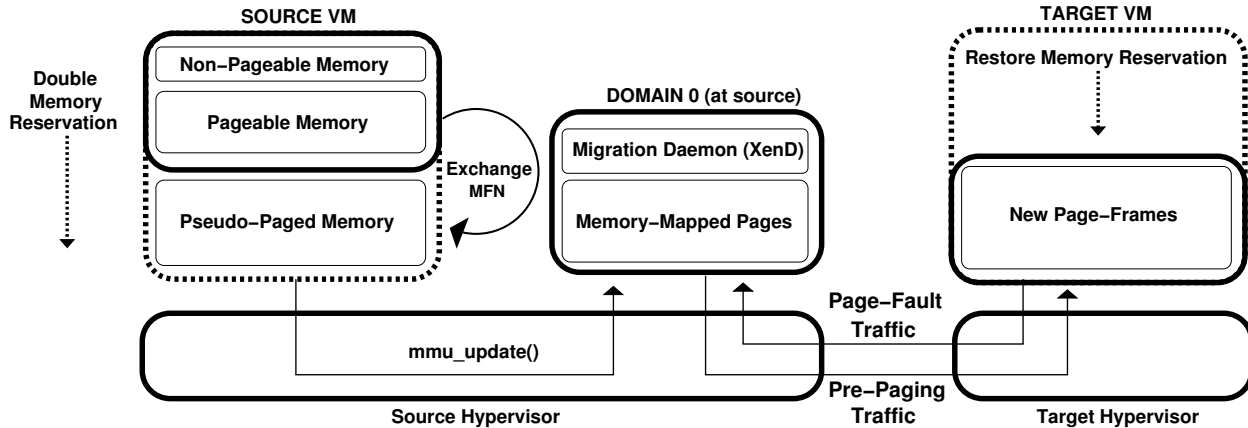 SOURCE VM
Non-Pageable Memory
Pageable Memory
Pseudo-Paged Memory
Double
Memory
Reservation
Exchange
MFN
DOMAIN 0 (at source)
Migration Daemon (XenD)
Memory-Mapped Pages
TARGET VM
Restore Memory Reservation
New Page-Frames
mmu_update()
Page-Fault
Traffic
Pre-Paging
Traffic
Source Hypervisor
Target Hypervisor